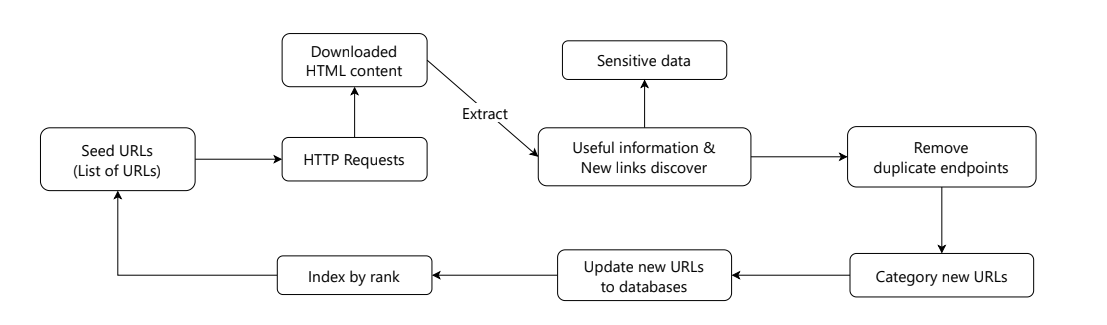 Downloaded
HTML content
Sensitive data
Extract
Seed URLs
(List of URLs)
HTTP Requests
Useful information &
New links discover
Remove
duplicate endpoints
Index by rank
Update new URLs
to databases
Category new URLs